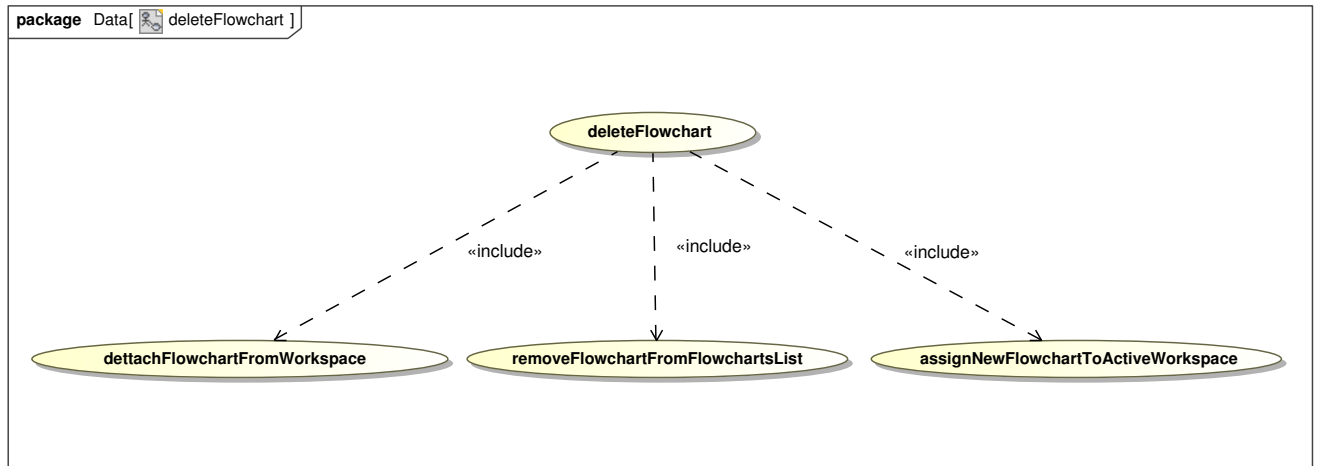 package Data[ deleteFlowchart ]
deleteFlowchart
«include»
«include»
«include»
dettachFlowchartFromWorkspace
removeFlowchartFromFlowchartsList
assignNewFlowchartToActiveWorkspace